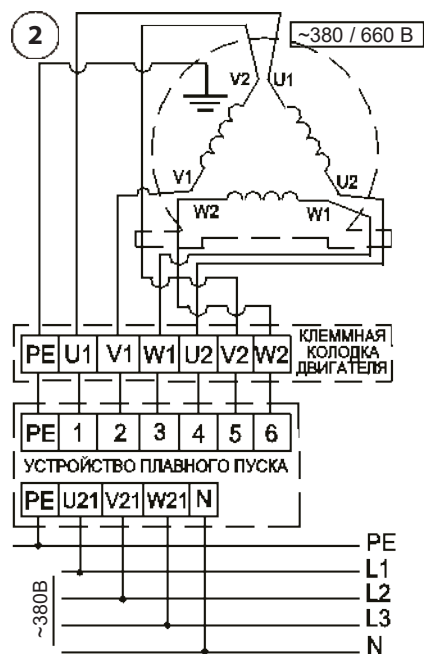 2
~380 / 660 В
V2 U1
V1
U2
W2
W1
PE U1 V1 W1 U2 V2 W2
КЛЕММНАЯ
КОЛОДКА
ДВИГАТЕЛЯ
PE 1 2 3 4 5 6
УСТРОЙСТВО ПЛАВНОГО ПУСКА
PE U21 V21 W21 N
PE
L1
L2
L3
N
~380В